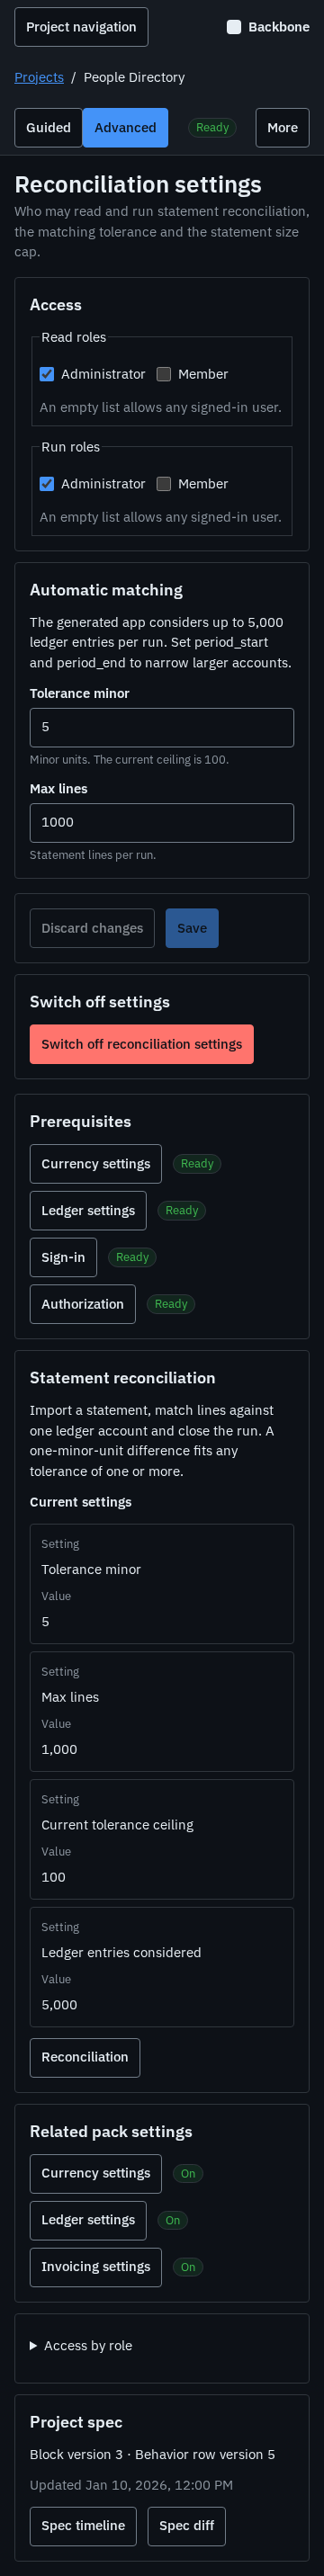 Project navigation
Backbone
Projects / People Directory
Guided
Advanced
Ready
More
Reconciliation settings
Who may read and run statement reconciliation,
the matching tolerance and the statement size
cap.
Access
Read roles
Administrator
Member
An empty list allows any signed-in user.
Run roles
Administrator
Member
An empty list allows any signed-in user.
Automatic matching
The generated app considers up to 5,000
ledger entries per run. Set period_start
and period_end to narrow larger accounts.
Tolerance minor
5
Minor units. The current ceiling is 100.
Max lines
1000
Statement lines per run.
Discard changes
Save
Switch off settings
Switch off reconciliation settings
Prerequisites
Currency settings
Ready
Ledger settings
Ready
Sign-in
Ready
Authorization
Ready
Statement reconciliation
Import a statement, match lines against
one ledger account and close the run. A
one-minor-unit difference fits any
tolerance of one or more.
Current settings
Setting
Tolerance minor
Value
5
Setting
Max lines
Value
1,000
Setting
Current tolerance ceiling
Value
100
Setting
Ledger entries considered
Value
5,000
Reconciliation
Related pack settings
Currency settings
On
Ledger settings
On
Invoicing settings
On
Access by role
Project spec
Block version 3 · Behavior row version 5
Updated Jan 10, 2026, 12:00 PM
Spec timeline
Spec diff